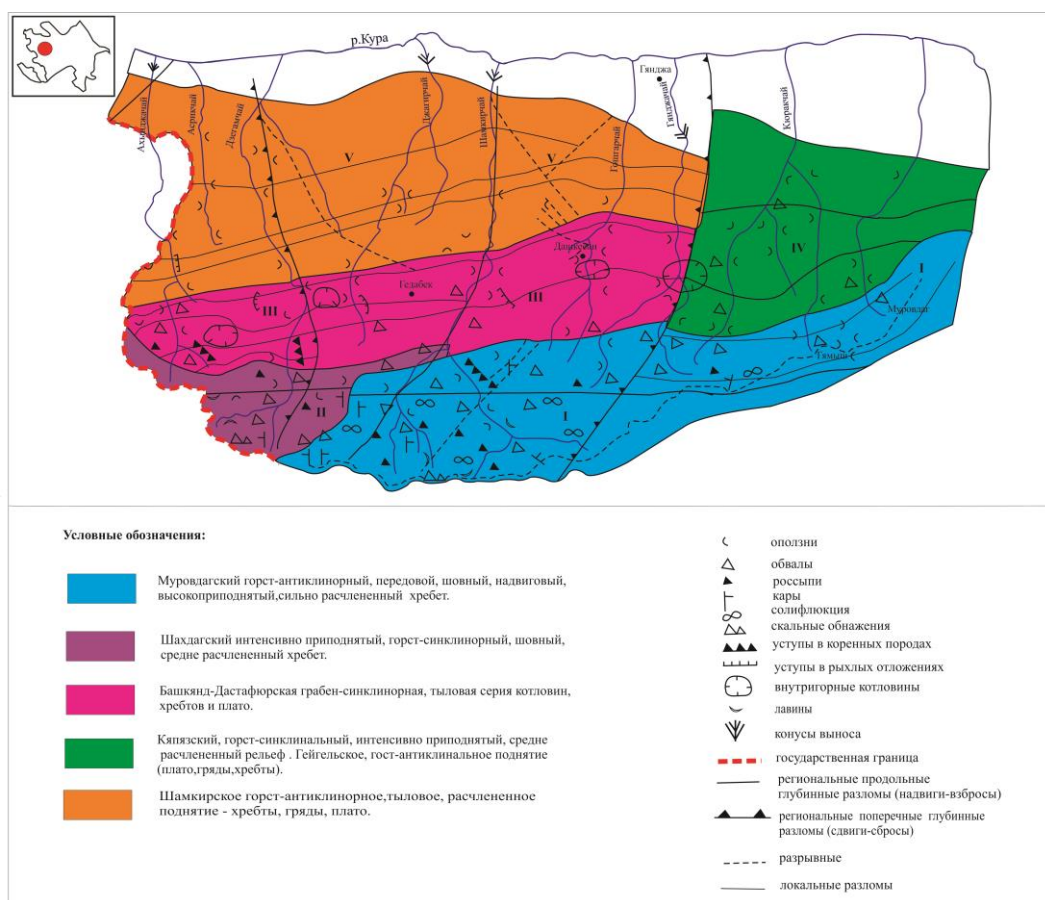 р.Кура
Гянджа
Ахынджачай
Асрикчай
Дзегамчай
Джагирчай
Шамкирчай
Гошгарчай
Гянджачай
Кюракчай
V
V
IV
I
Дашкесан
Гедабек
III
III
Муровдаг
Гямыш
II
I
Условные обозначения:
Муровдагский горст-антиклинорный, передовой, шовный, надвиговый,
высокоприподнятый,сильно расчлененный хребет.
Шахдагский интенсивно приподнятый, горст-синклинорный, шовный,
средне расчлененный хребет.
Башкянд-Дастафюрская грабен-синклинорная, тыловая серия котловин,
хребтов и плато.
Кяпязский, горст-синклинальный, интенсивно приподнятый, средне
расчлененный рельеф . Гейгельское, гост-антиклинальное поднятие
(плато,гряды,хребты).
Шамкирское горст-антиклинорное,тыловое, расчлененное
поднятие - хребты, гряды, плато.
оползни
обвалы
россыпи
кары
солифлюкция
скальные обнажения
уступы в коренных породах
уступы в рыхлых отложениях
внутригорные котловины
лавины
конусы выноса
государственная граница
региональные продольные
глубинные разломы (надвиги-взбросы)
региональные поперечные глубинные
разломы (сдвиги-сбросы)
разрывные
локальные разломы